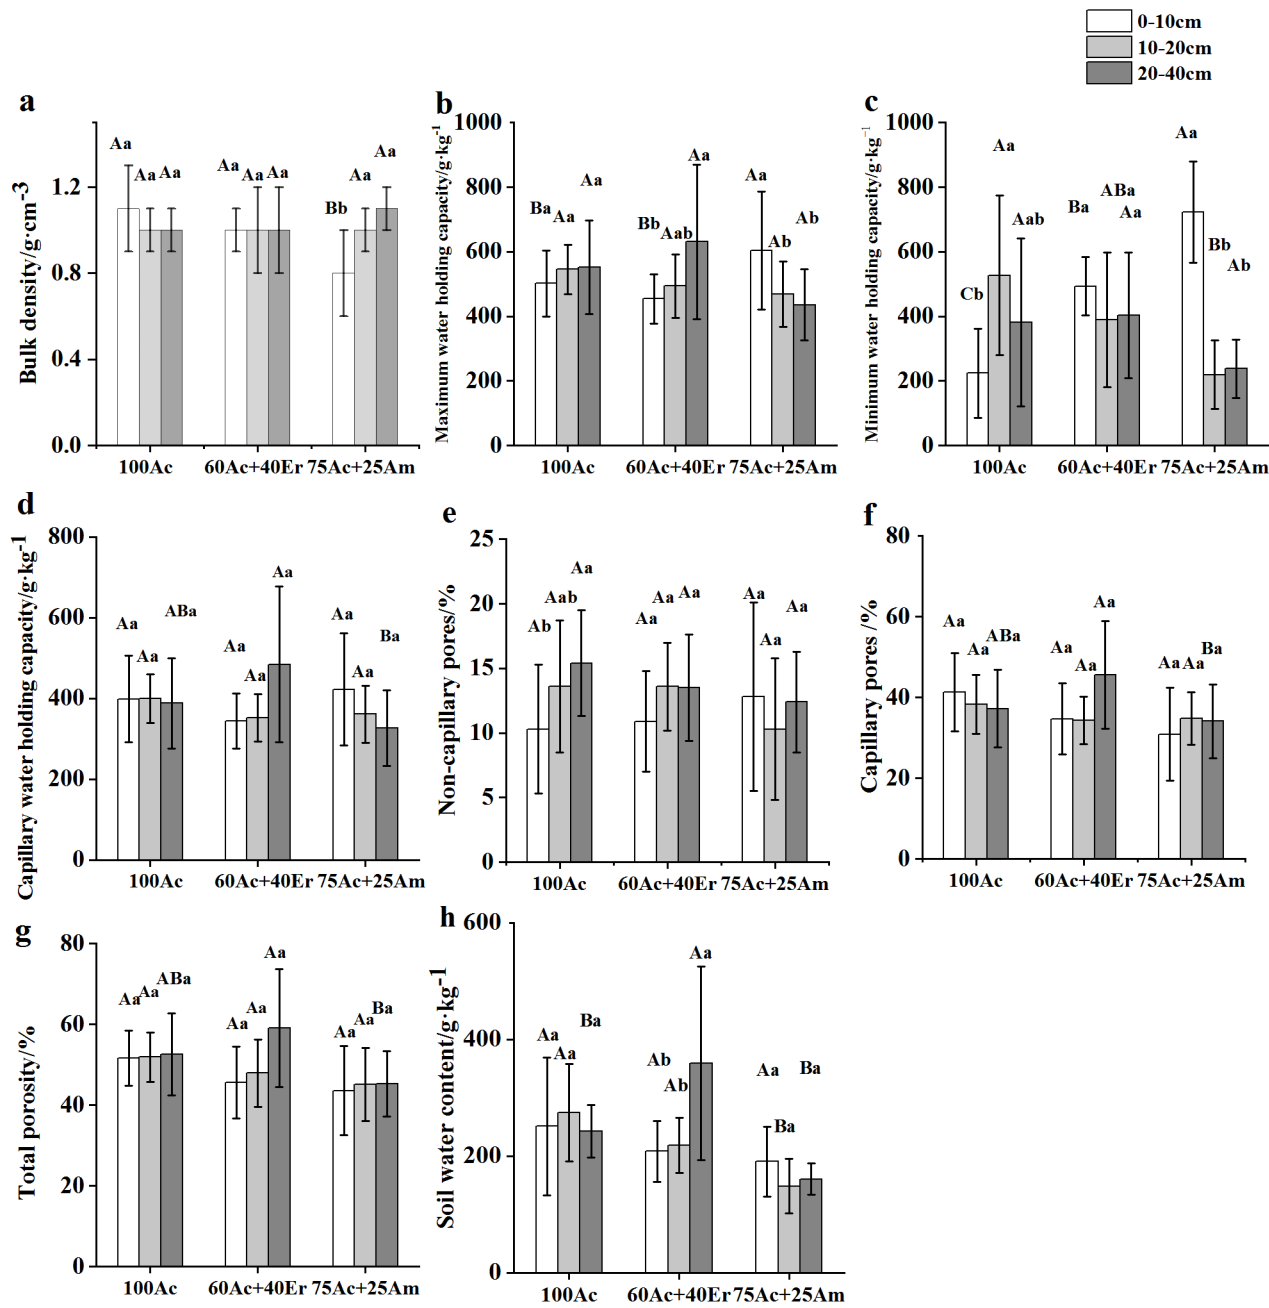 0-10cm
10-20cm
20-40cm
a
Bulk density/g·cm-3
1.2
0.8
0.4
0.0
Aa
Aa
Aa
Aa
Aa
Aa
Bb
Aa
Aa
100Ac
60Ac+40Er
75Ac+25Am
b
Maximum water holding capacity/g·kg-1
1000
800
600
400
200
0
Ba
Aa
Aa
Bb
Aab
Aa
Aa
Ab
Ab
100Ac
60Ac+40Er
75Ac+25Am
c
Minimum water holding capacity/g·kg-1
1000
800
600
400
200
0
Cb
Aa
Aab
Ba
ABa
Aa
Aa
Bb
Ab
100Ac
60Ac+40Er
75Ac+25Am
d
Capillary water holding capacity/g·kg-1
800
600
400
200
0
Aa
Aa
ABa
Aa
Aa
Aa
Aa
Aa
Ba
100Ac
60Ac+40Er
75Ac+25Am
e
Non-capillary pores/%
25
20
15
10
5
0
Ab
Aab
Aa
Aa
Aa
Aa
Aa
Aa
Aa
100Ac
60Ac+40Er
75Ac+25Am
f
Capillary pores /%
80
60
40
20
0
Aa
Aa
ABa
Aa
Aa
Aa
Aa
Aa
Ba
100Ac
60Ac+40Er
75Ac+25Am
g
Total porosity/%
80
60
40
20
0
Aa
Aa
ABa
Aa
Aa
Aa
Aa
Aa
Ba
100Ac
60Ac+40Er
75Ac+25Am
h
Soil water content/g·kg-1
600
400
200
0
Aa
Aa
Ba
Ab
Ab
Aa
Aa
Ba
Ba
100Ac
60Ac+40Er
75Ac+25Am